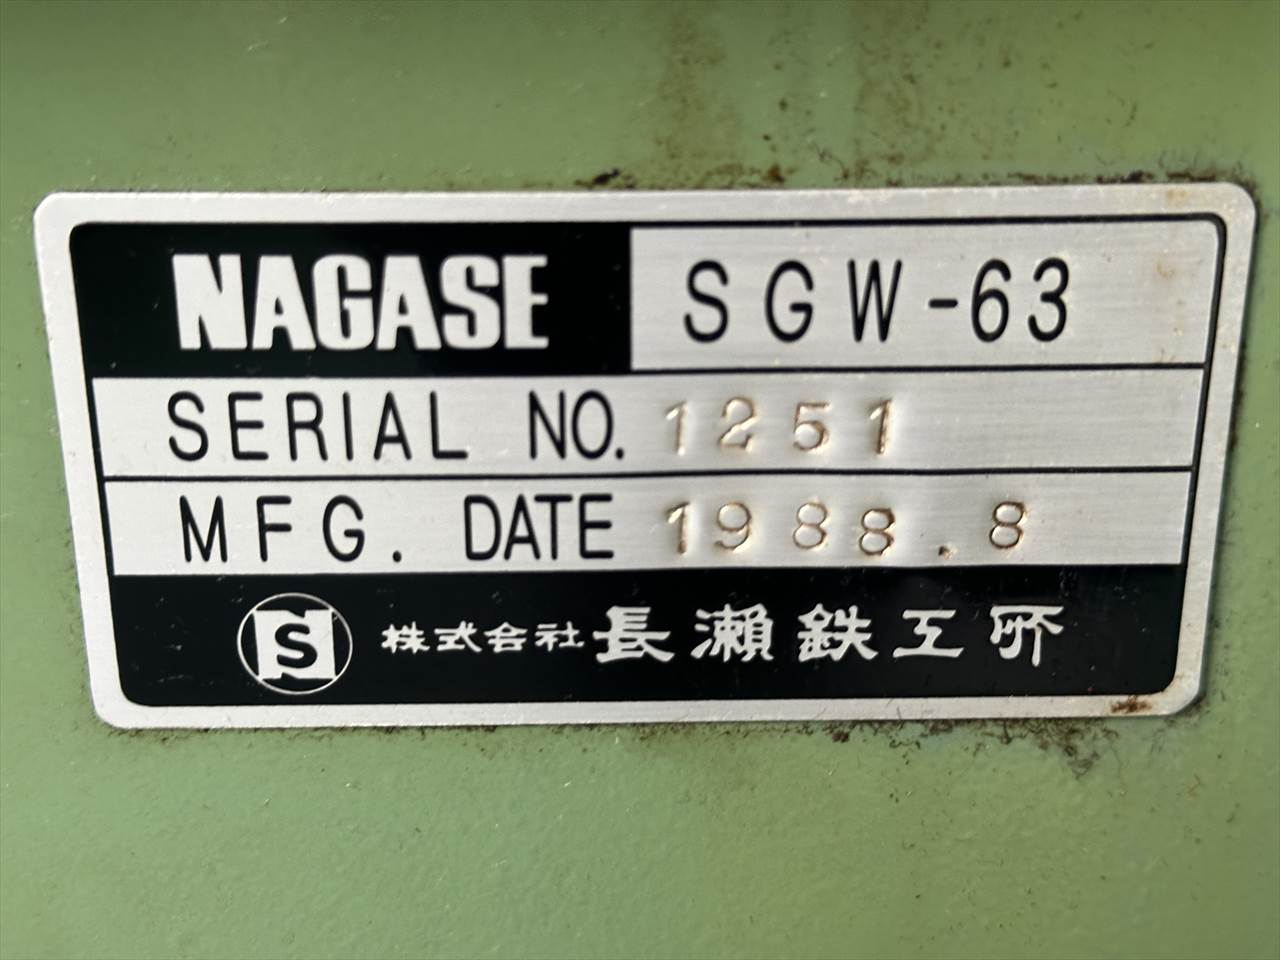 NAGASE SGW-63
SERIAL NO. 1251
MFG. DATE 1988.8
S 株式会社長瀬鉄工所